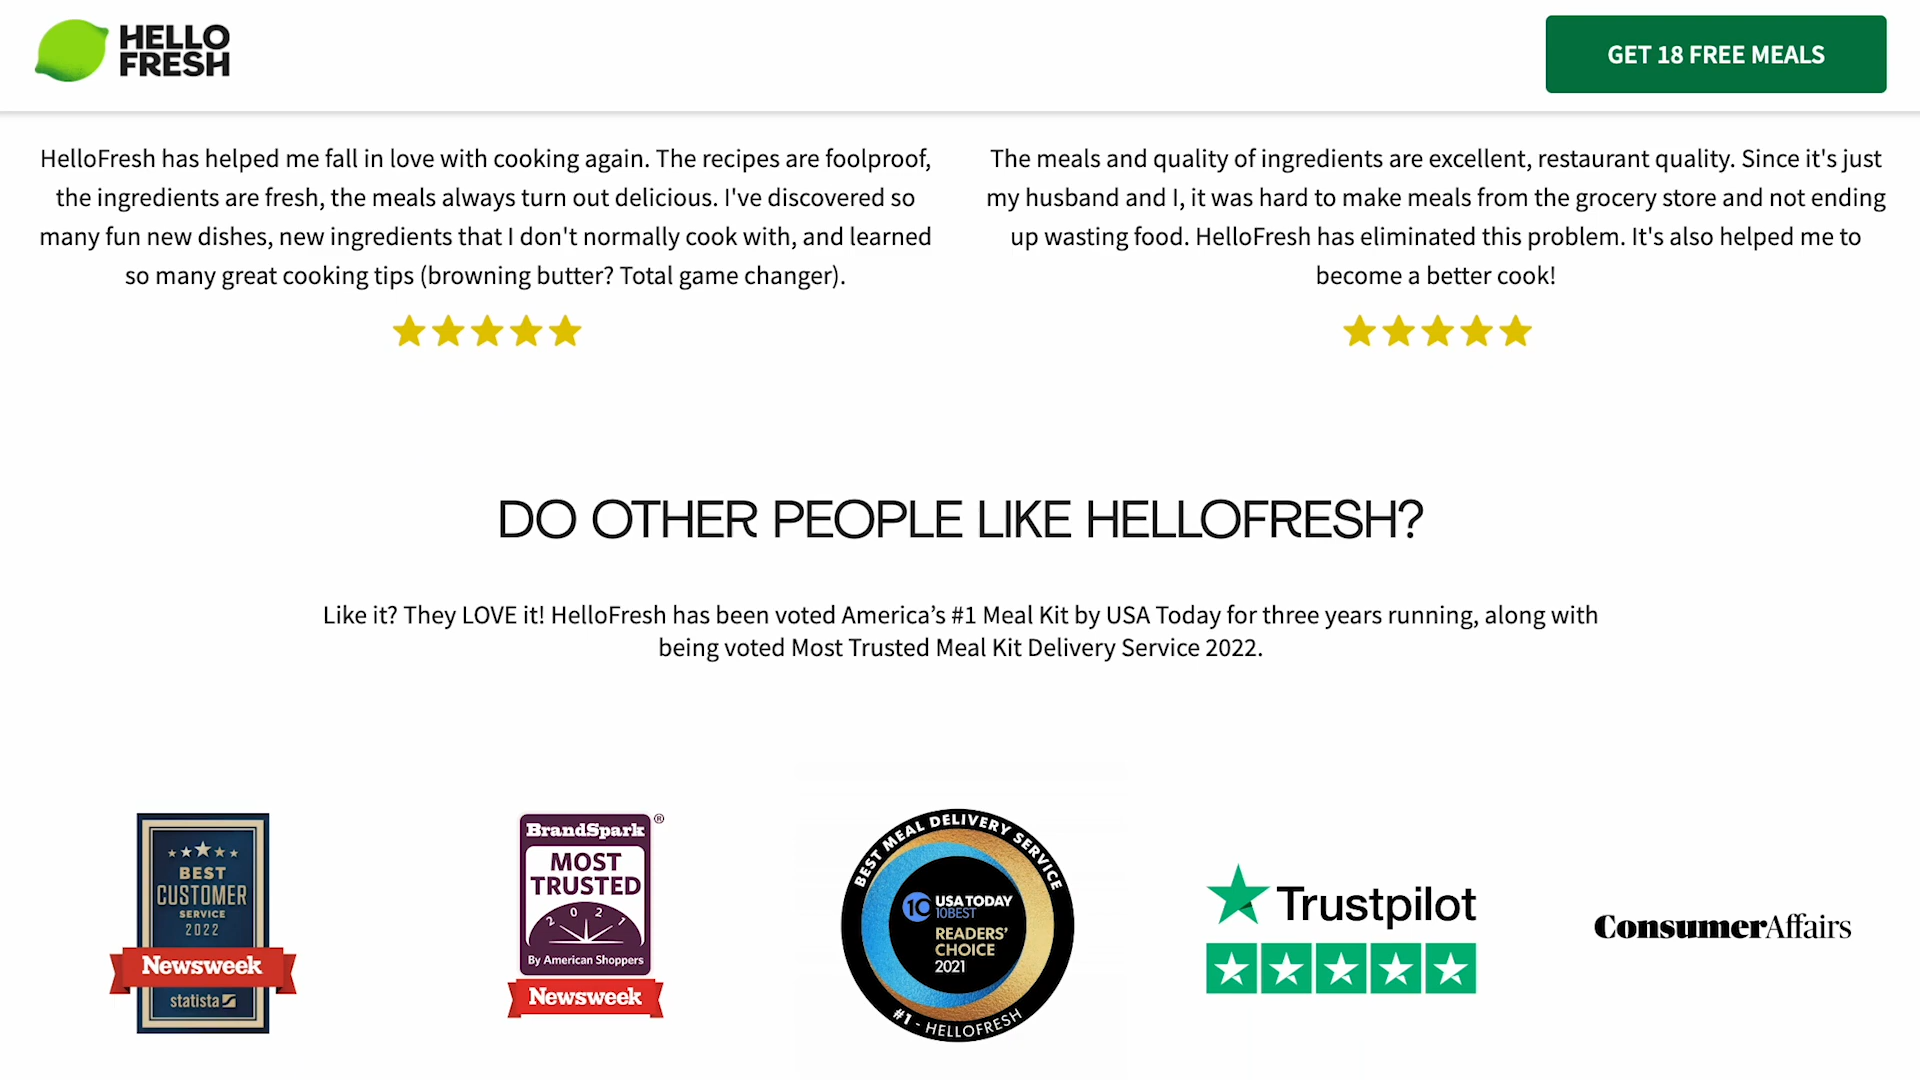 HELLO
FRESH
GET 18 FREE MEALS
HelloFresh has helped me fall in love with cooking again. The recipes are foolproof,
the ingredients are fresh, the meals always turn out delicious. I've discovered so
many fun new dishes, new ingredients that I don't normally cook with, and learned
so many great cooking tips (browning butter? Total game changer).
The meals and quality of ingredients are excellent, restaurant quality. Since it's just
my husband and I, it was hard to make meals from the grocery store and not ending
up wasting food. HelloFresh has eliminated this problem. It's also helped me to
become a better cook!
DO OTHER PEOPLE LIKE HELLOFRESH?
Like it? They LOVE it! HelloFresh has been voted America’s #1 Meal Kit by USA Today for three years running, along with
being voted Most Trusted Meal Kit Delivery Service 2022.
BEST
CUSTOMER
SERVICE
2022
Newsweek
statista
BrandSpark ®
MOST
TRUSTED
2021
By American Shoppers
Newsweek
BEST MEAL DELIVERY SERVICE
10 USA TODAY
10BEST
READERS’
CHOICE
2021
#1 - HELLOFRESH
Trustpilot
ConsumerAffairs